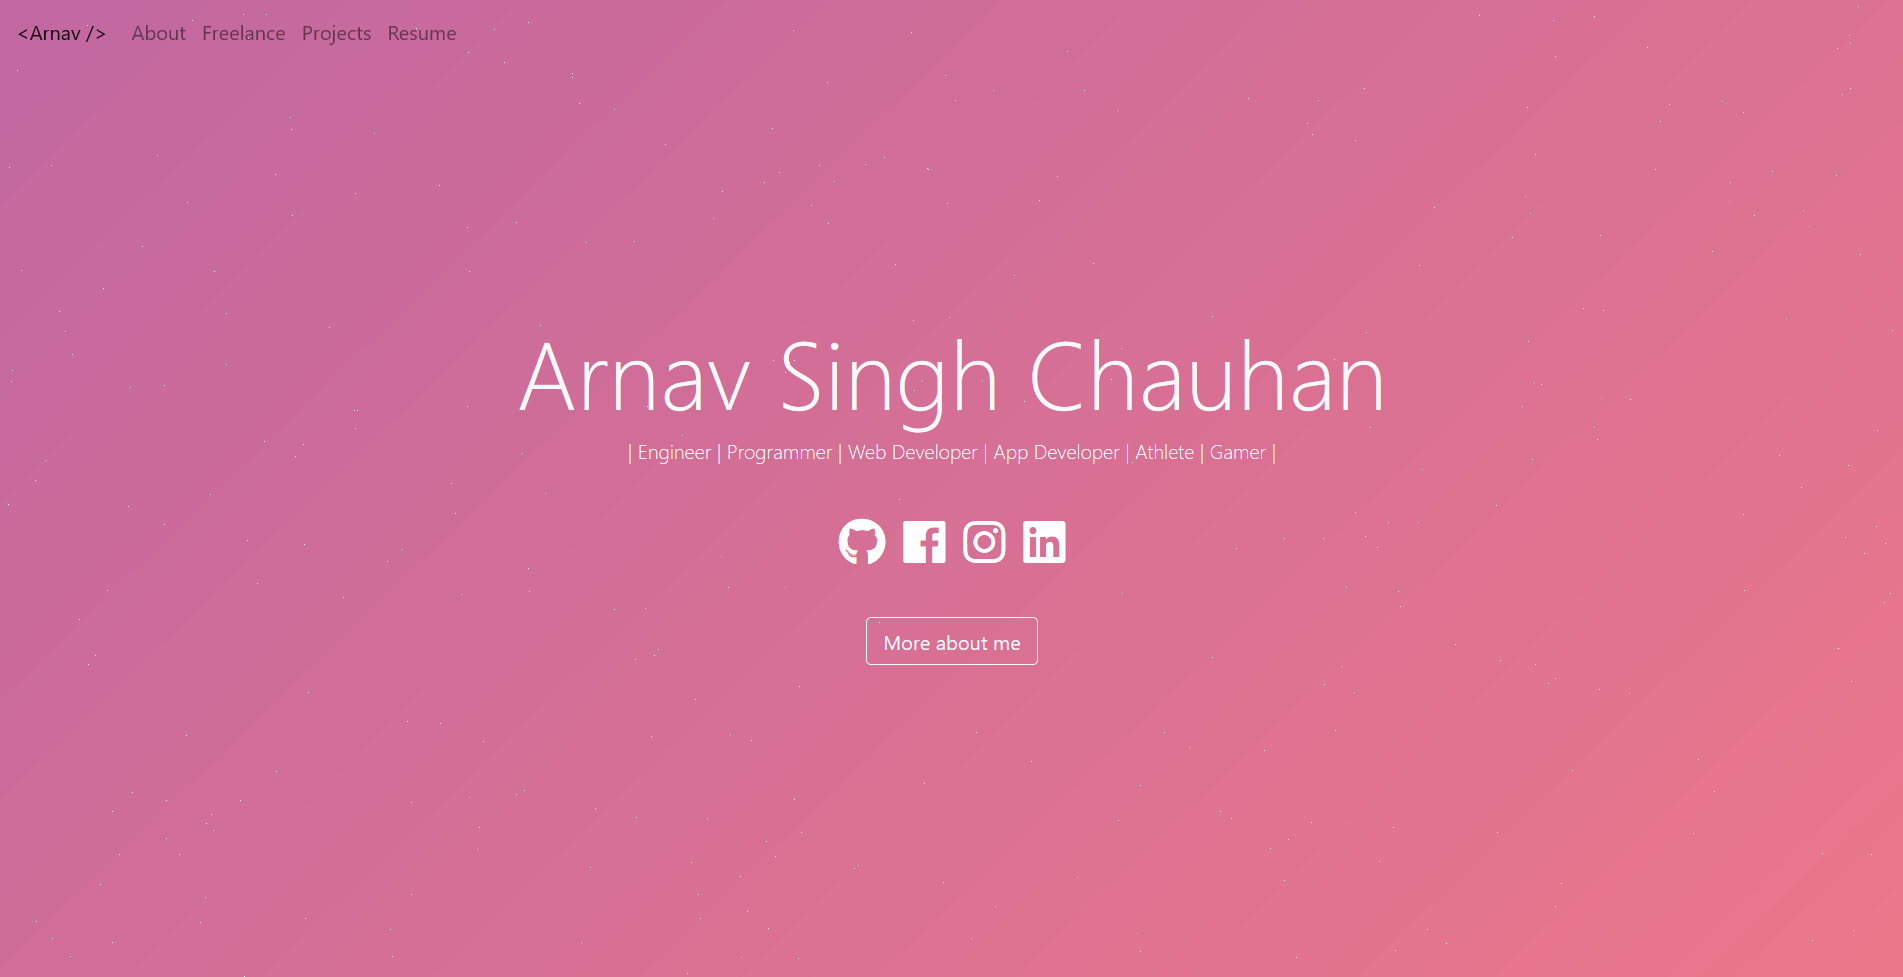 <Arnav /> About Freelance Projects Resume
Arnav Singh Chauhan
| Engineer | Programmer | Web Developer | App Developer | Athlete | Gamer |
in
More about me